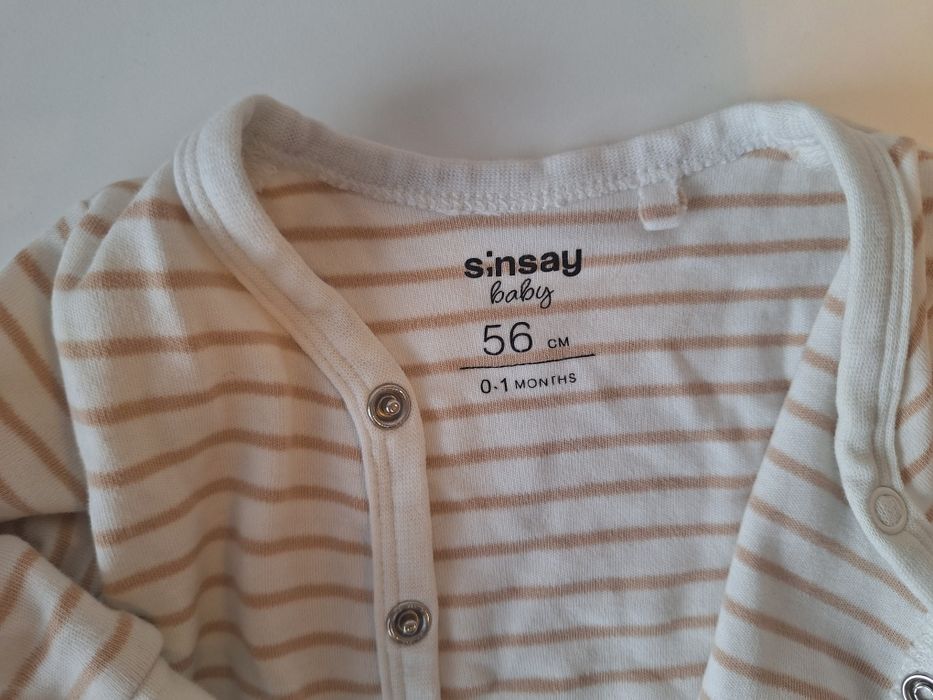 sinsay
baby
56 CM
0-1 MONTHS